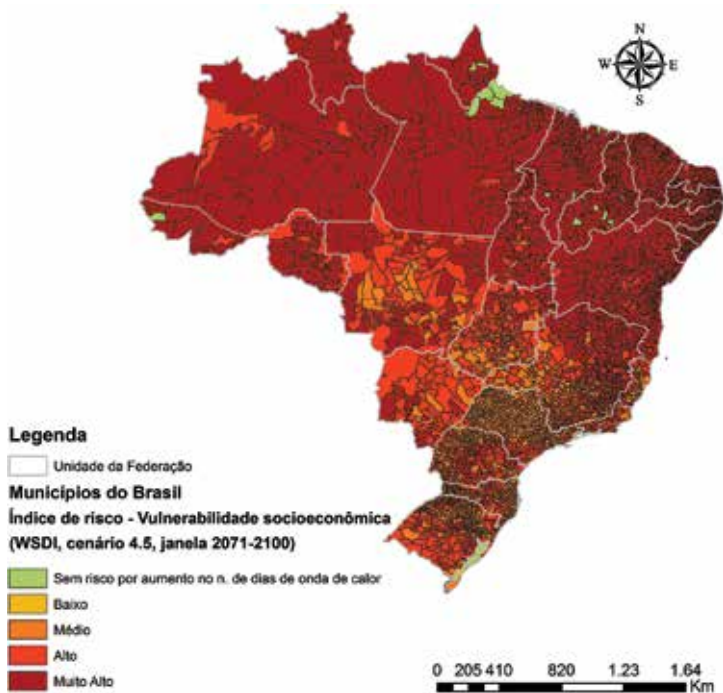 N
W E
S
Legenda
Unidade da Federação
Municípios do Brasil
Índice de risco - Vulnerabilidade socioeconômica
(WSDI, cenário 4.5, janela 2071-2100)
Sem risco por aumento no n. de dias de onda de calor
Baixo
Médio
Alto
Muito Alto
0 205 410 820 1.23 1.64
Km